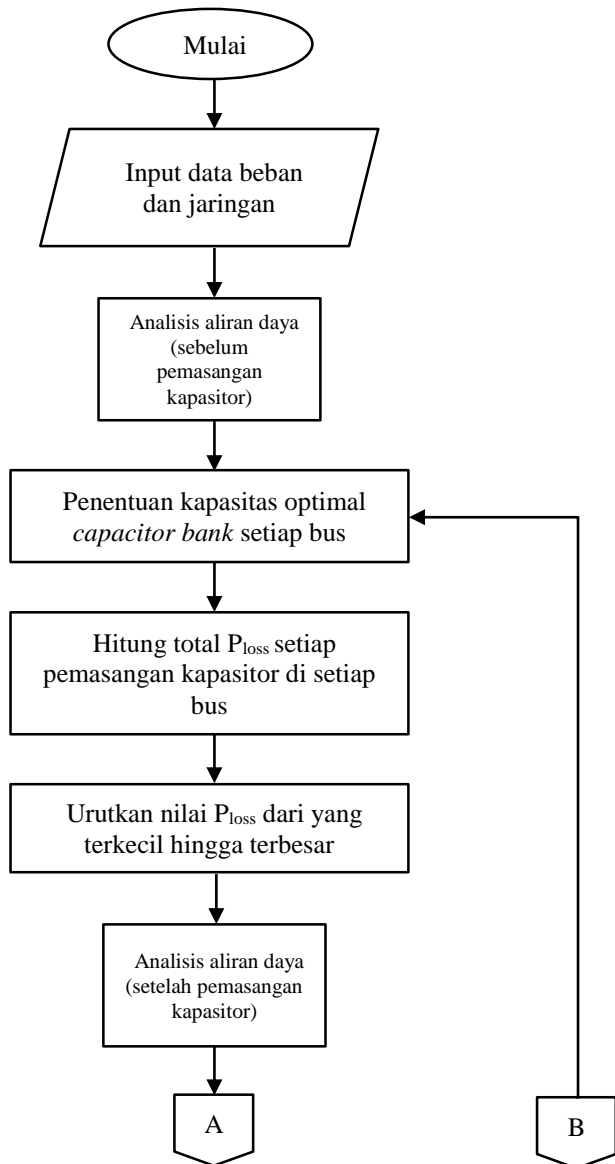 Mulai
Input data beban
dan jaringan
Analisis aliran daya
(sebelum
pemasangan
kapasitor)
Penentuan kapasitas optimal
capacitor bank setiap bus
Hitung total Ploss setiap
pemasangan kapasitor di setiap
bus
Urutkan nilai Ploss dari yang
terkecil hingga terbesar
Analisis aliran daya
(setelah pemasangan
kapasitor)
A
B